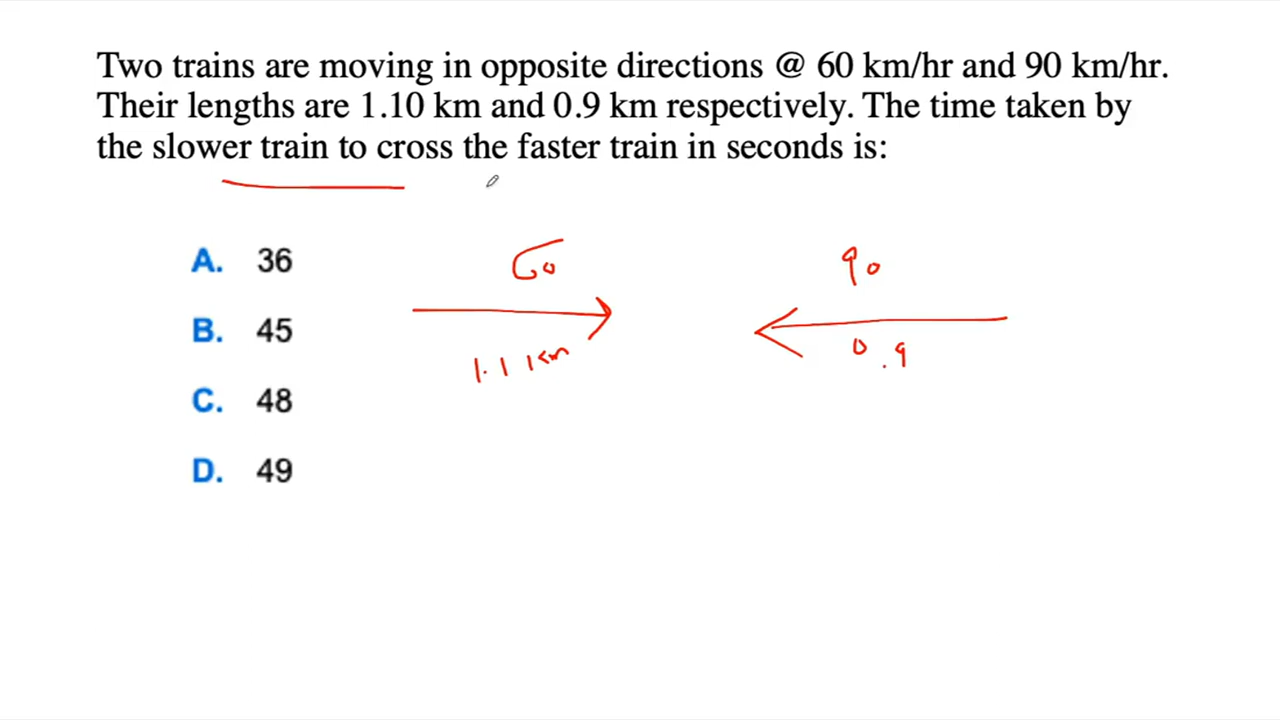 Two trains are moving in opposite directions @ 60 km/hr and 90 km/hr.
Their lengths are 1.10 km and 0.9 km respectively. The time taken by
the slower train to cross the faster train in seconds is:
A. 36
60
90
B. 45
1.1 km
0.9
C. 48
D. 49